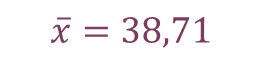 x̄ = 38,71